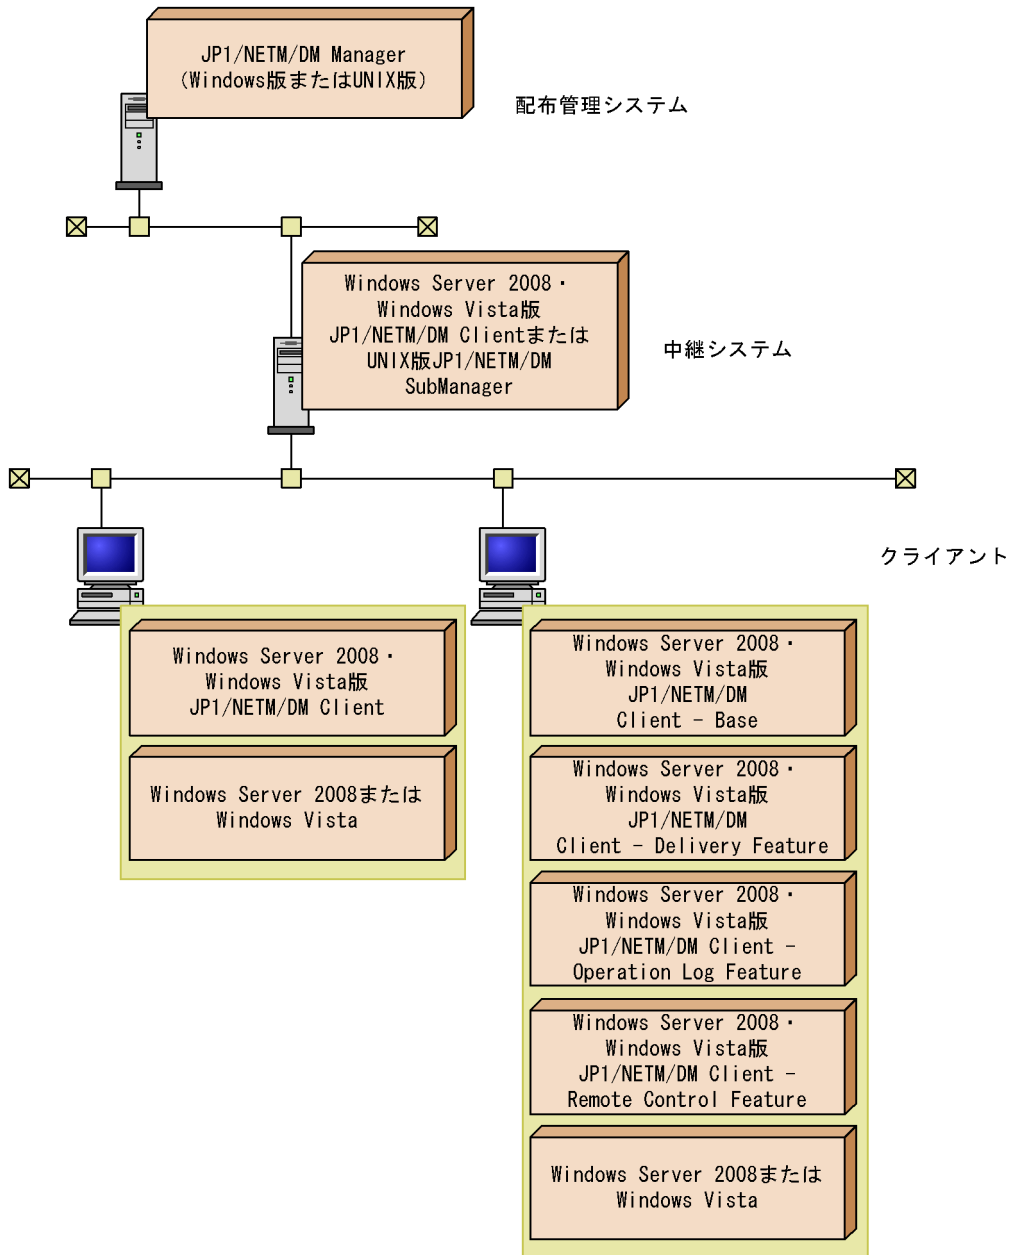 JP1/NETM/DM Manager
(Windows版またはUNIX版)
配布管理システム
Windows Server 2008・
Windows Vista版
JP1/NETM/DM Clientまたは
UNIX版JP1/NETM/DM
SubManager
中継システム
クライアント
Windows Server 2008・
Windows Vista版
JP1/NETM/DM Client
Windows Server 2008または
Windows Vista
Windows Server 2008・
Windows Vista版
JP1/NETM/DM
Client - Base
Windows Server 2008・
Windows Vista版
JP1/NETM/DM
Client - Delivery Feature
Windows Server 2008・
Windows Vista版
JP1/NETM/DM Client -
Operation Log Feature
Windows Server 2008・
Windows Vista版
JP1/NETM/DM Client -
Remote Control Feature
Windows Server 2008または
Windows Vista